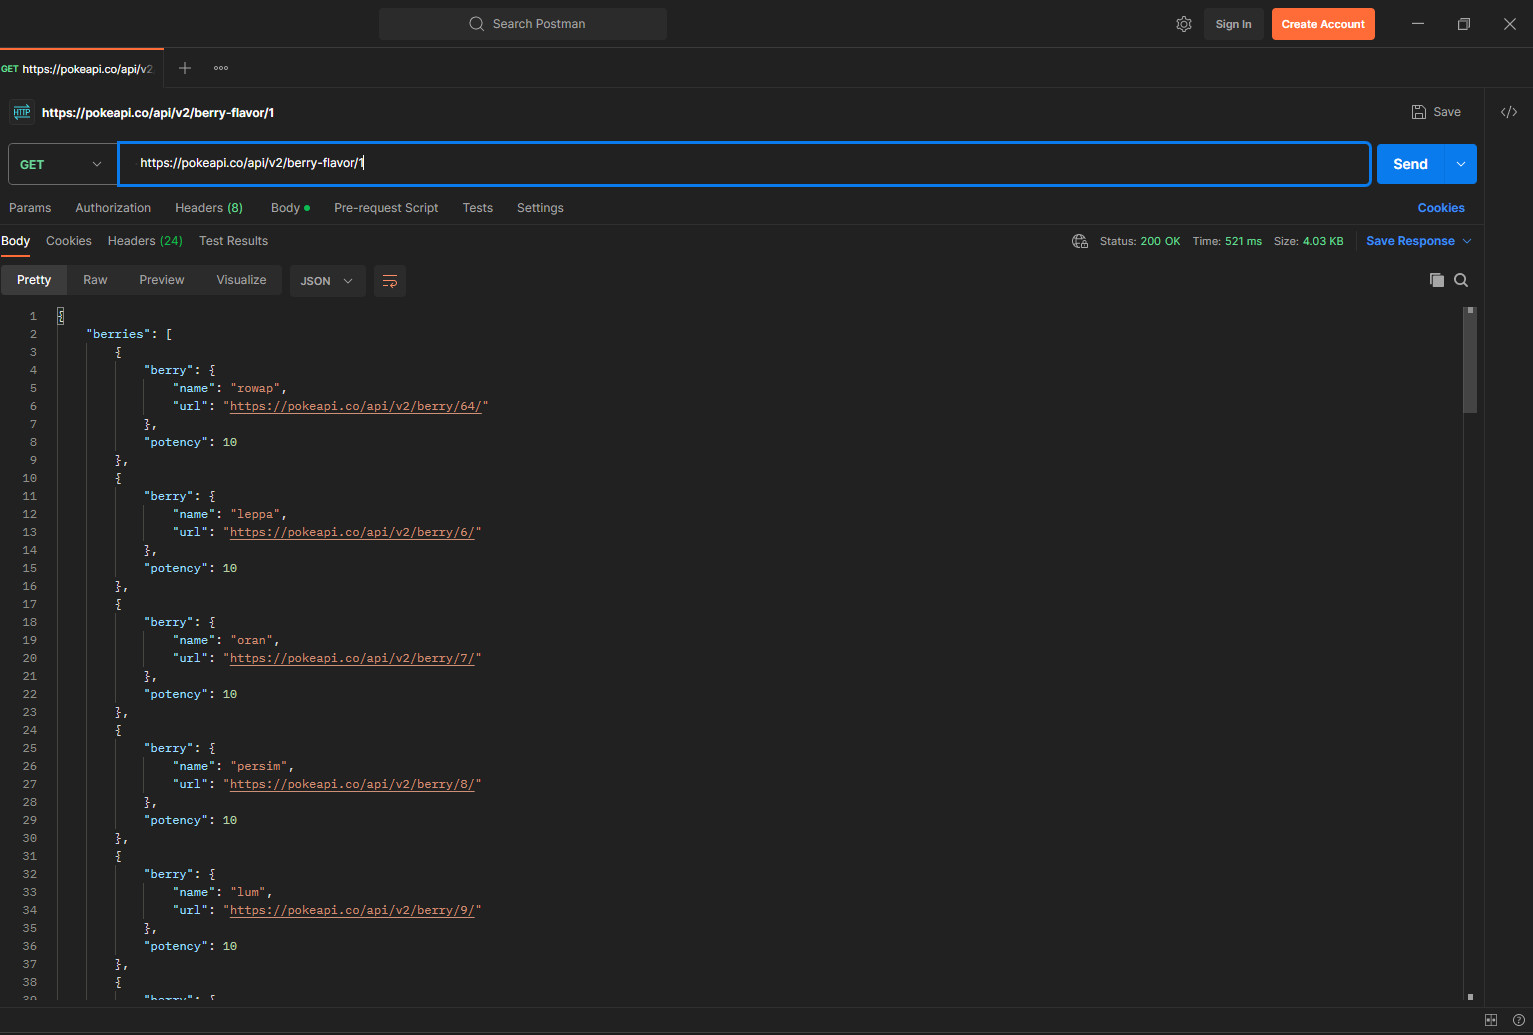 Search Postman
Sign In
Create Account
GET https://pokeapi.co/api/v2
HTTP https://pokeapi.co/api/v2/berry-flavor/1
Save
</>
GET
https://pokeapi.co/api/v2/berry-flavor/1
Send
Params Authorization Headers (8) Body Pre-request Script Tests Settings
Cookies
Body Cookies Headers (24) Test Results
Status: 200 OK Time: 521 ms Size: 4.03 KB Save Response
Pretty Raw Preview Visualize JSON
1 {
2 "berries": [
3 {
4 "berry": {
5 "name": "rowap",
6 "url": "https://pokeapi.co/api/v2/berry/64/"
7 },
8 "potency": 10
9 },
10 {
11 "berry": {
12 "name": "leppa",
13 "url": "https://pokeapi.co/api/v2/berry/6/"
14 },
15 "potency": 10
16 },
17 {
18 "berry": {
19 "name": "oran",
20 "url": "https://pokeapi.co/api/v2/berry/7/"
21 },
22 "potency": 10
23 },
24 {
25 "berry": {
26 "name": "persim",
27 "url": "https://pokeapi.co/api/v2/berry/8/"
28 },
29 "potency": 10
30 },
31 {
32 "berry": {
33 "name": "lum",
34 "url": "https://pokeapi.co/api/v2/berry/9/"
35 },
36 "potency": 10
37 },
38 {
39 "berry": {